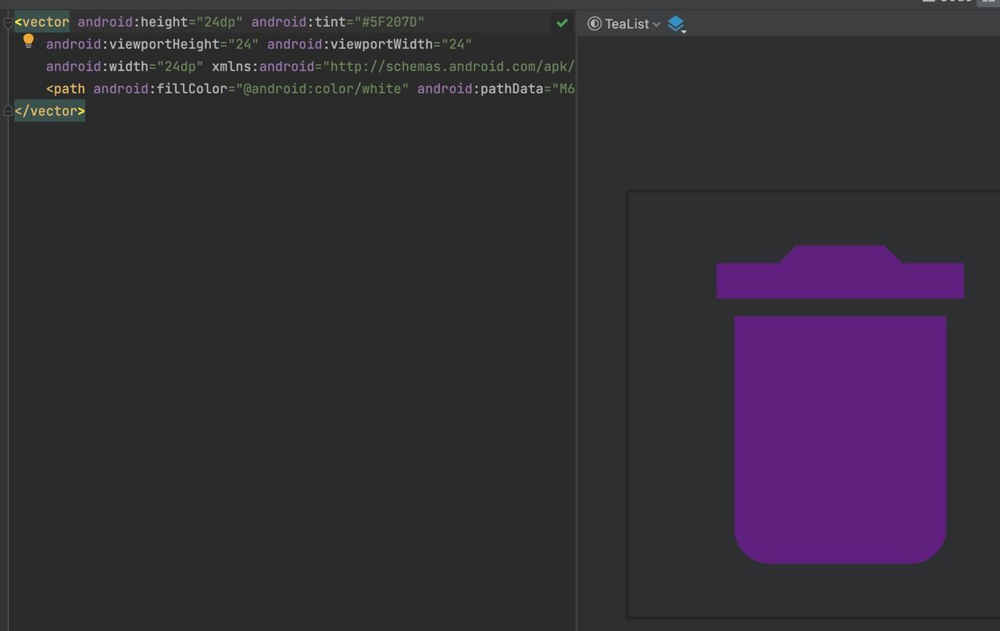 <vector android:height="24dp" android:tint="#5F207D"
android:viewportHeight="24" android:viewportWidth="24"
android:width="24dp" xmlns:android="http://schemas.android.com/apk/
<path android:fillColor="@android:color/white" android:pathData="M6
</vector>
TeaList